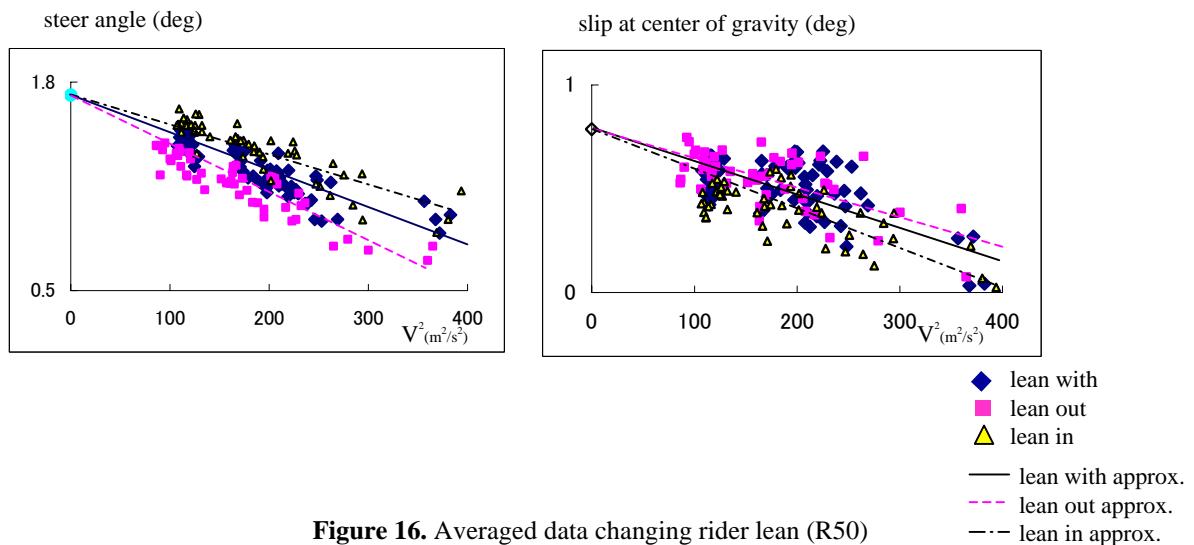 steer angle (deg)
1.8
0.5
0 100 200 300 400
V²(m²/s²)
slip at center of gravity (deg)
1
0
0 100 200 300 400
V²(m²/s²)
lean with
lean out
lean in
lean with approx.
lean out approx.
lean in approx.
Figure 16. Averaged data changing rider lean (R50)